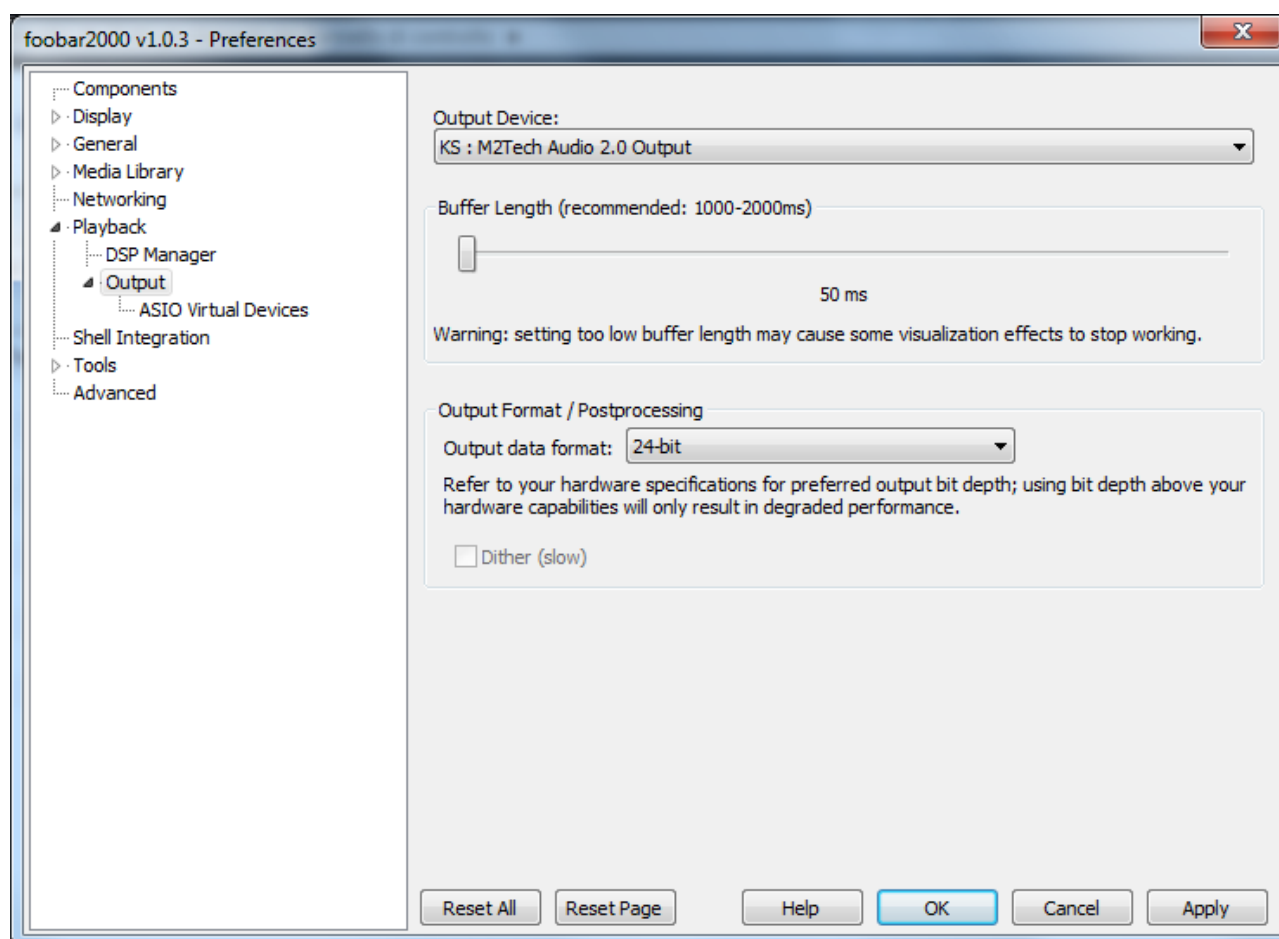 foobar2000 v1.0.3 - Preferences
Components
Display
General
Media Library
Networking
Playback
DSP Manager
Output
ASIO Virtual Devices
Shell Integration
Tools
Advanced
Output Device:
KS : M2Tech Audio 2.0 Output
Buffer Length (recommended: 1000-2000ms)
50 ms
Warning: setting too low buffer length may cause some visualization effects to stop working.
Output Format / Postprocessing
Output data format: 24-bit
Refer to your hardware specifications for preferred output bit depth; using bit depth above your
hardware capabilities will only result in degraded performance.
Dither (slow)
Reset All Reset Page Help OK Cancel Apply